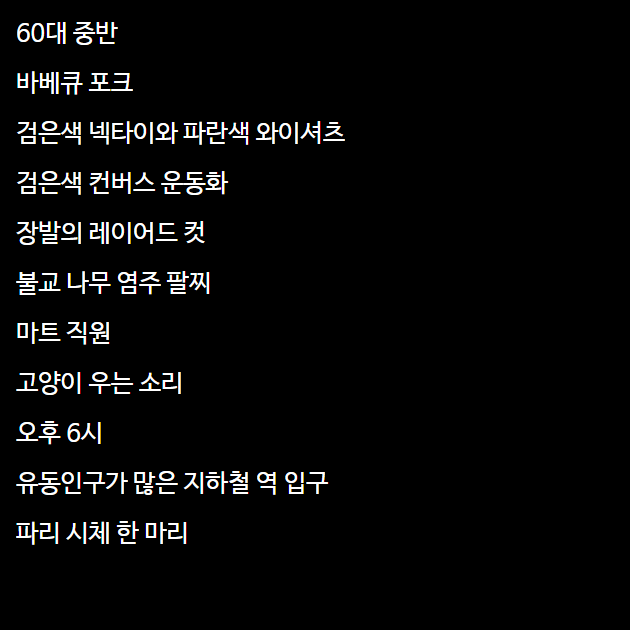 60대 중반
바베큐 포크
검은색 넥타이와 파란색 와이셔츠
검은색 컨버스 운동화
장발의 레이어드 컷
불교 나무 염주 팔찌
마트 직원
고양이 우는 소리
오후 6시
유동인구가 많은 지하철 역 입구
파리 시체 한 마리